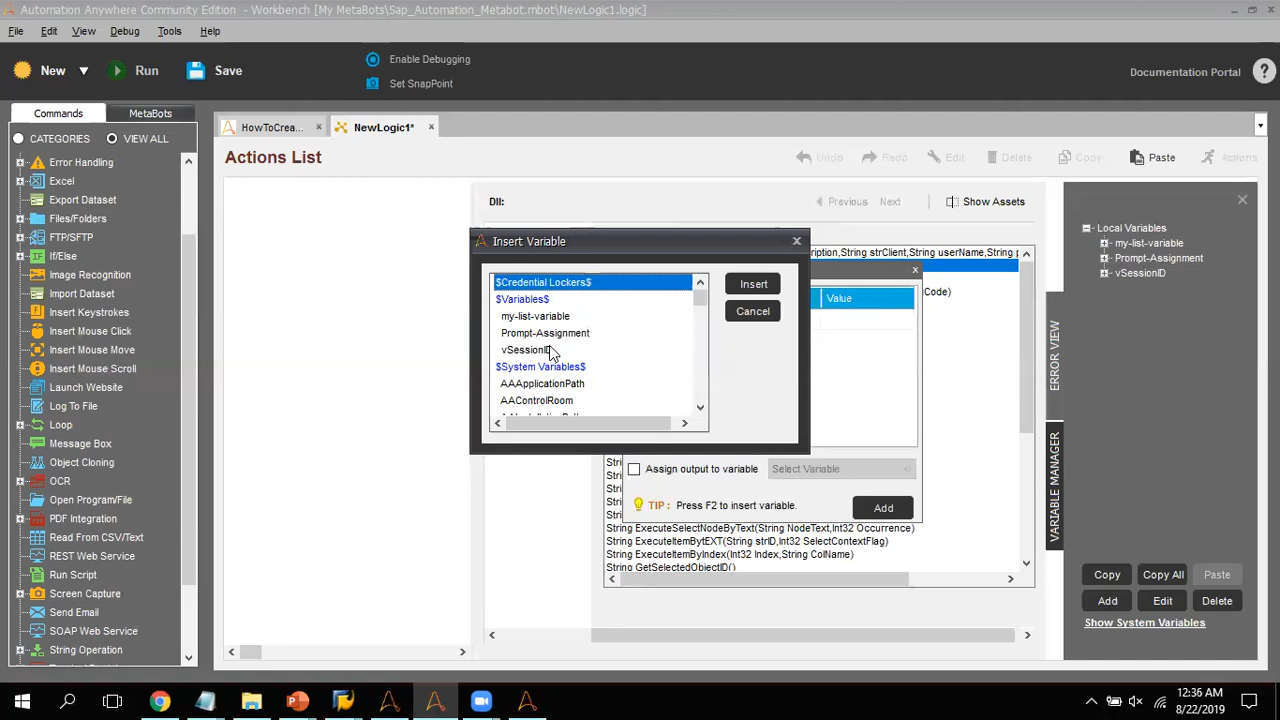 Automation Anywhere Community Edition - Workbench [My MetaBots\Sap_Automation_Metabot.mbot\NewLogic1.logic]
File Edit View Debug Tools Help
New Run Save
Enable Debugging
Set SnapPoint
Documentation Portal
Commands MetaBots
CATEGORIES VIEW ALL
Error Handling
Excel
Export Dataset
Files/Folders
FTP/SFTP
If/Else
Image Recognition
Import Dataset
Insert Keystrokes
Insert Mouse Click
Insert Mouse Move
Insert Mouse Scroll
Launch Website
Log To File
Loop
Message Box
Object Cloning
OCR
Open Program/File
PDF Integration
Read From CSV/Text
REST Web Service
Run Script
Screen Capture
Send Email
SOAP Web Service
String Operation
HowToCrea... NewLogic1*
Actions List
Undo Redo Edit Delete Copy Paste Actions
Dll: Previous Next Show Assets
Insert Variable
$Credential Lockers$
$Variables$
my-list-variable
Prompt-Assignment
vSessionID
$System Variables$
AAApplicationPath
AAControlRoom
Insert
Cancel
ription,String strClient,String userName,String p
Code)
Value
Assign output to variable Select Variable
TIP : Press F2 to insert variable.
Add
Strin
Strin
Strin
Strin
Strin
String ExecuteSelectNodeByText(String NodeText,Int32 Occurrence)
String ExecuteItemBytEXT(String strID,Int32 SelectContextFlag)
String ExecuteItemByIndex(Int32 Index,String ColName)
String GetSelectedObjectID()
Local Variables
my-list-variable
Prompt-Assignment
vSessionID
ERROR VIEW
VARIABLE MANAGER
Copy Copy All Paste
Add Edit Delete
Show System Variables
12:36 AM
8/22/2019